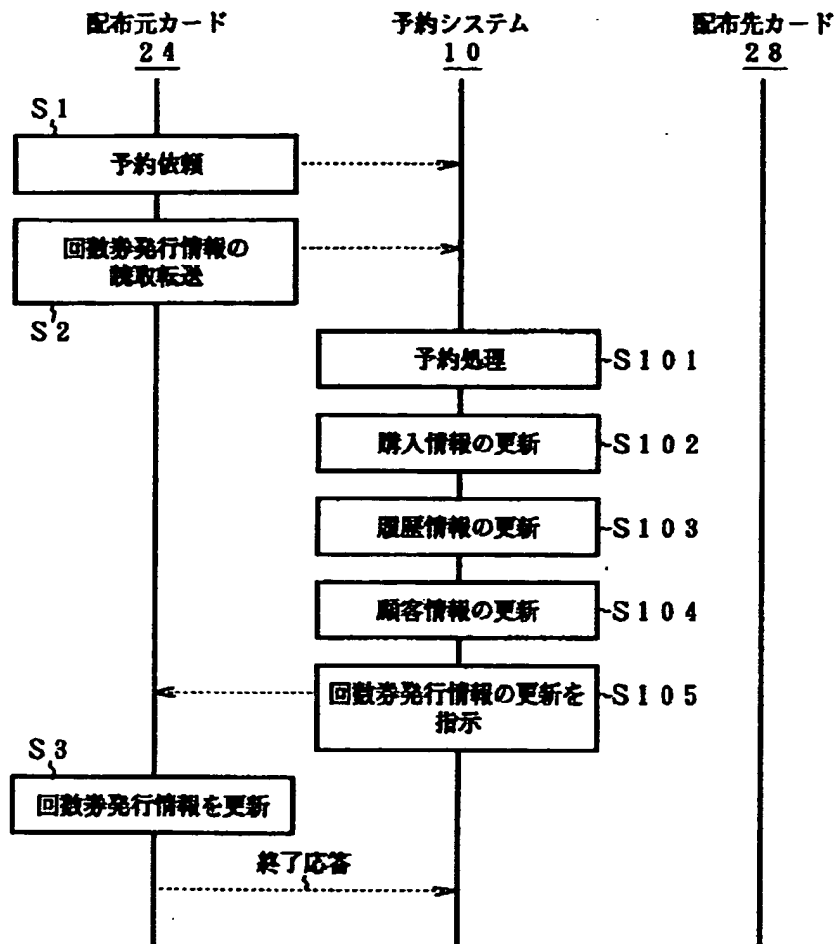 配布元カード
24
予約システム
10
配布先カード
28
S1
予約依頼
回数券発行情報の
読取転送
S2
予約処理
S101
購入情報の更新
S102
履歴情報の更新
S103
顧客情報の更新
S104
回数券発行情報の更新を
指示
S105
S3
回数券発行情報を更新
終了応答